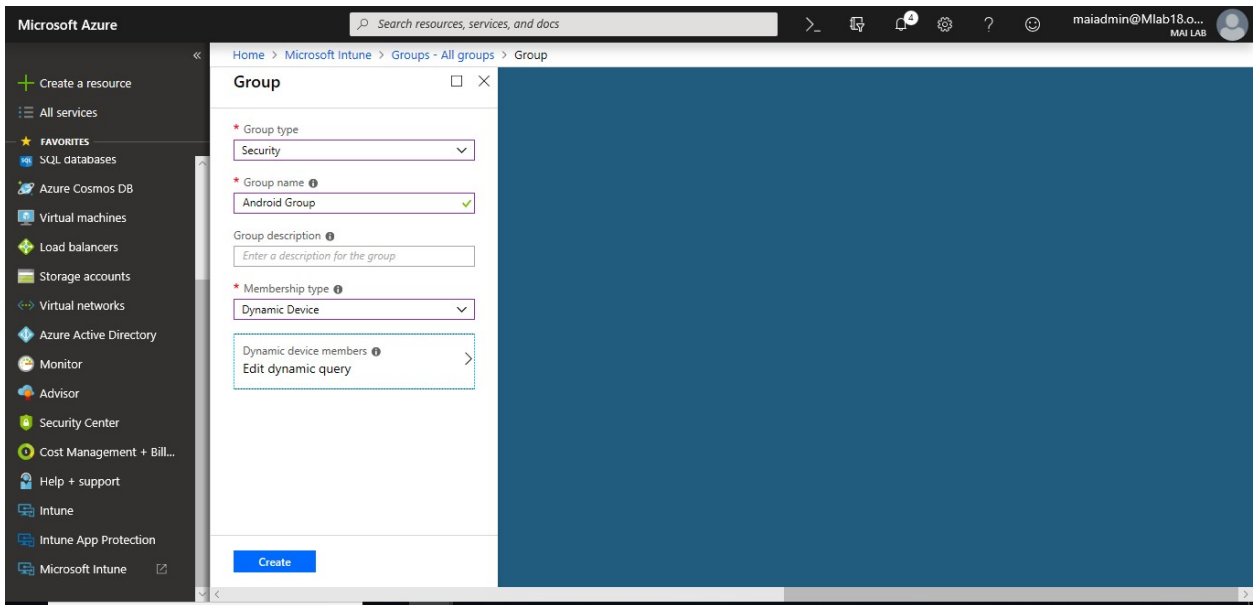 Microsoft Azure
Search resources, services, and docs
4
maiadmin@Mlab18.o...
MAI LAB
Home > Microsoft Intune > Groups - All groups > Group
Create a resource
All services
FAVORITES
SQL databases
Azure Cosmos DB
Virtual machines
Load balancers
Storage accounts
Virtual networks
Azure Active Directory
Monitor
Advisor
Security Center
Cost Management + Bill...
Help + support
Intune
Intune App Protection
Microsoft Intune
Group
* Group type
Security
* Group name
Android Group
Group description
Enter a description for the group
* Membership type
Dynamic Device
Dynamic device members
Edit dynamic query
Create